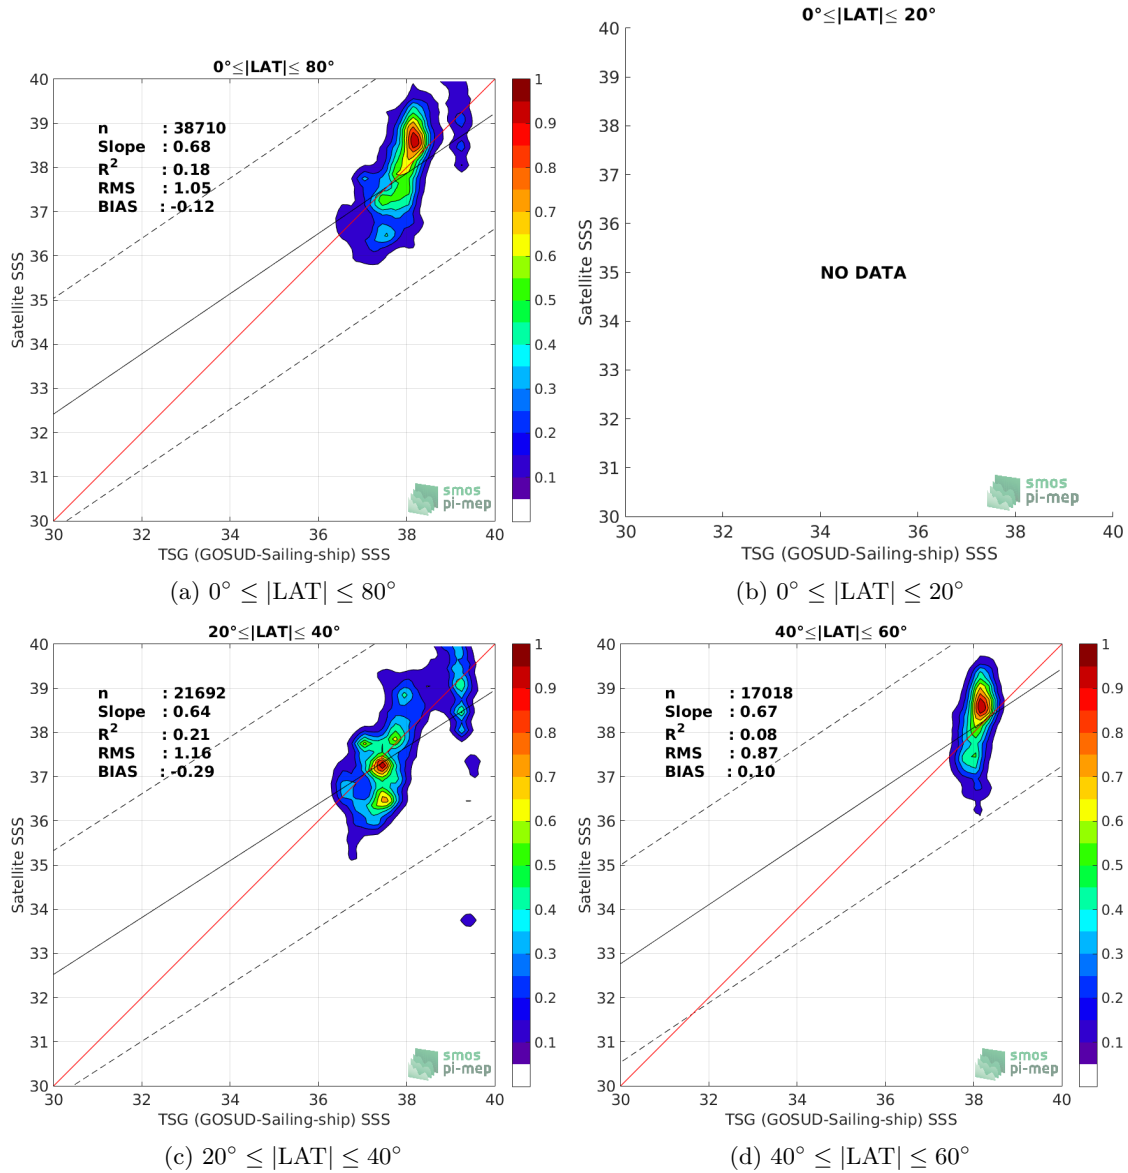 0°≤|LAT|≤ 80°
n : 38710
Slope : 0.68
R² : 0.18
RMS : 1.05
BIAS : -0.12
40
39
38
37
36
35
34
33
32
31
30
30 32 34 36 38 40
Satellite SSS
TSG (GOSUD-Sailing-ship) SSS
1
0.9
0.8
0.7
0.6
0.5
0.4
0.3
0.2
0.1
smos
pi-mep
(a) 0° ≤ |LAT| ≤ 80°
0°≤|LAT|≤ 20°
40
39
38
37
36
35
34
33
32
31
30
30 32 34 36 38 40
Satellite SSS
NO DATA
TSG (GOSUD-Sailing-ship) SSS
smos
pi-mep
(b) 0° ≤ |LAT| ≤ 20°
20°≤|LAT|≤ 40°
n : 21692
Slope : 0.64
R² : 0.21
RMS : 1.16
BIAS : -0.29
40
39
38
37
36
35
34
33
32
31
30
30 32 34 36 38 40
Satellite SSS
TSG (GOSUD-Sailing-ship) SSS
1
0.9
0.8
0.7
0.6
0.5
0.4
0.3
0.2
0.1
smos
pi-mep
(c) 20° ≤ |LAT| ≤ 40°
40°≤|LAT|≤ 60°
n : 17018
Slope : 0.67
R² : 0.08
RMS : 0.87
BIAS : 0.10
40
39
38
37
36
35
34
33
32
31
30
30 32 34 36 38 40
Satellite SSS
TSG (GOSUD-Sailing-ship) SSS
1
0.9
0.8
0.7
0.6
0.5
0.4
0.3
0.2
0.1
smos
pi-mep
(d) 40° ≤ |LAT| ≤ 60°